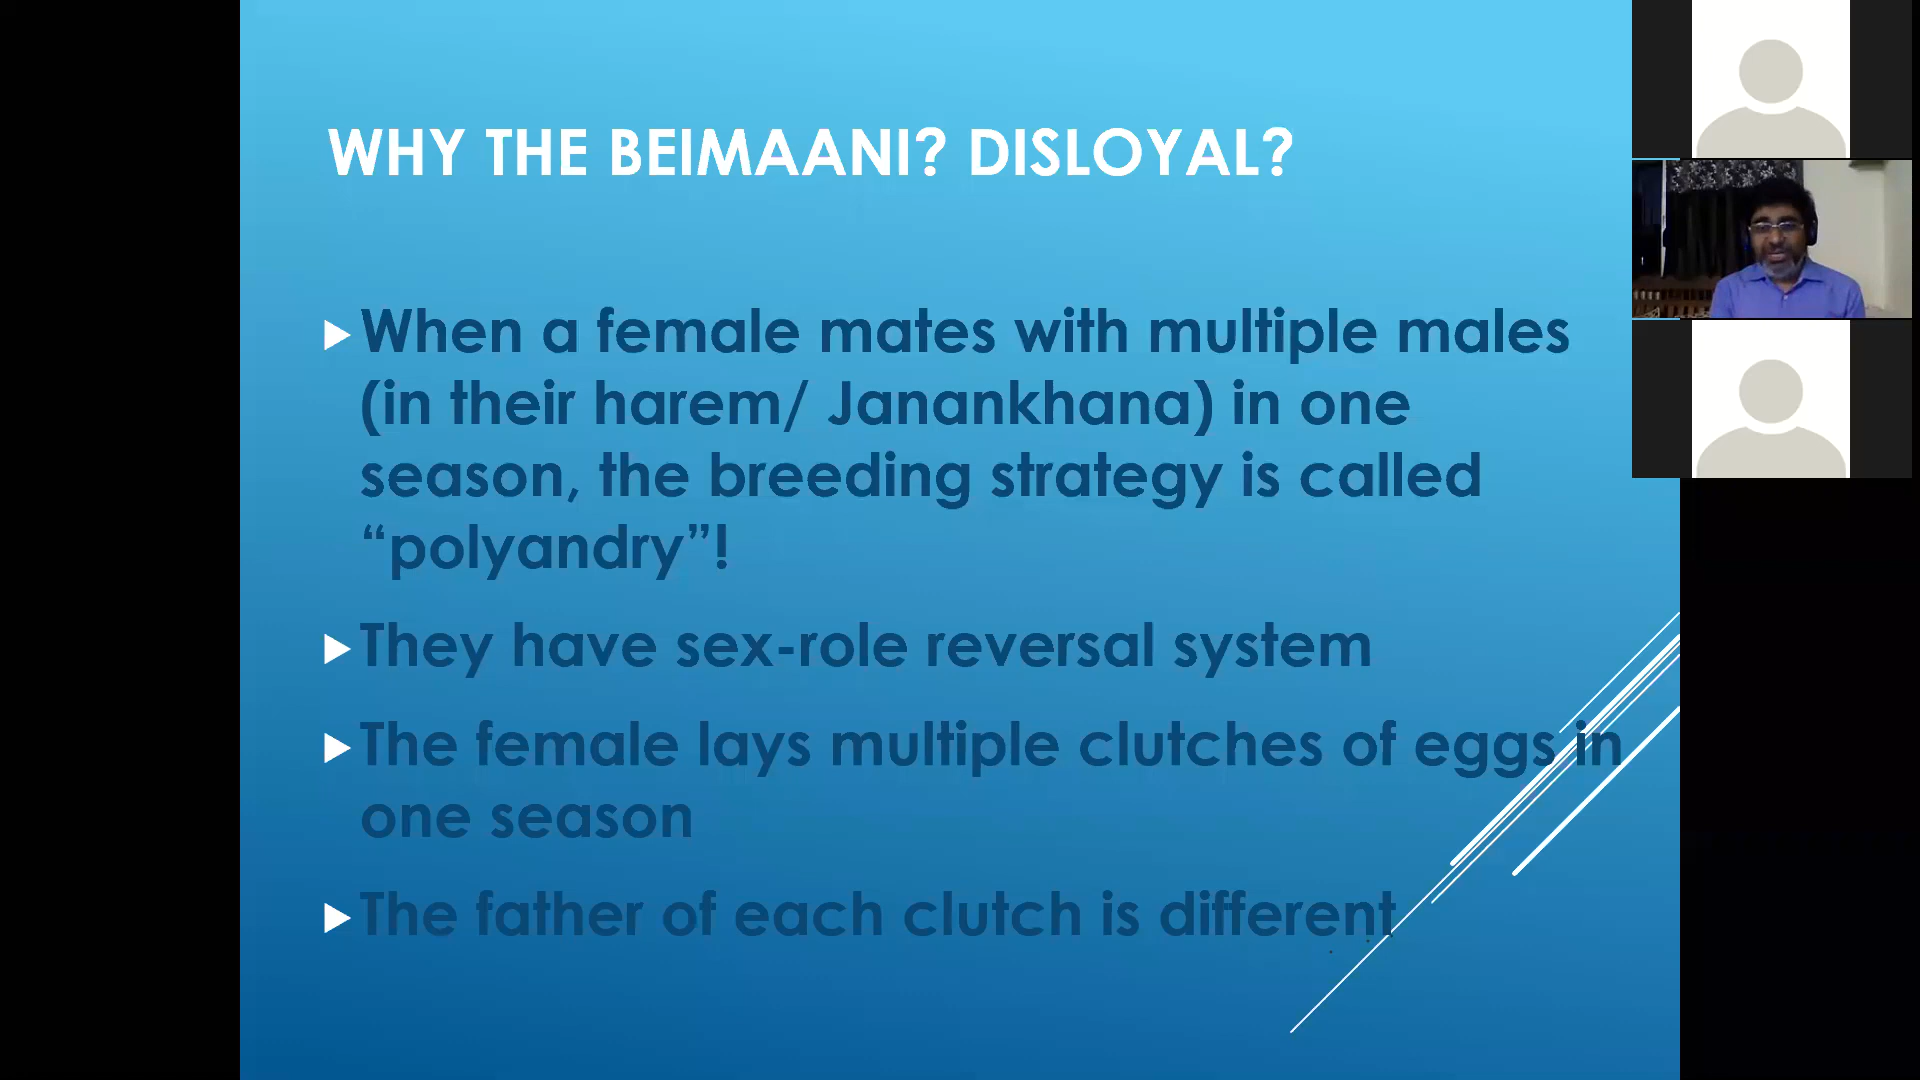 WHY THE BEIMAANI? DISLOYAL?
When a female mates with multiple males
(in their harem/ Janankhana) in one
season, the breeding strategy is called
“polyandry”!
They have sex-role reversal system
The female lays multiple clutches of eggs in
one season
The father of each clutch is different